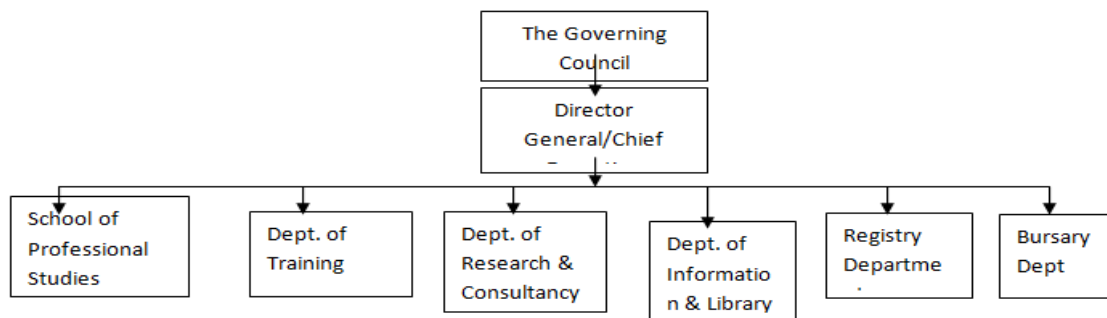 The Governing
Council
Director
General/Chief
School of
Professional
Studies
Dept. of
Training
Dept. of
Research &
Consultancy
Dept. of
Informatio
n & Library
Registry
Departme
Bursary
Dept